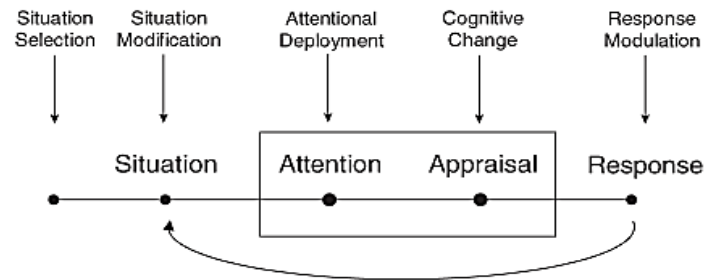 Situation Selection
Situation Modification
Attentional Deployment
Cognitive Change
Response Modulation
Situation
Attention
Appraisal
Response